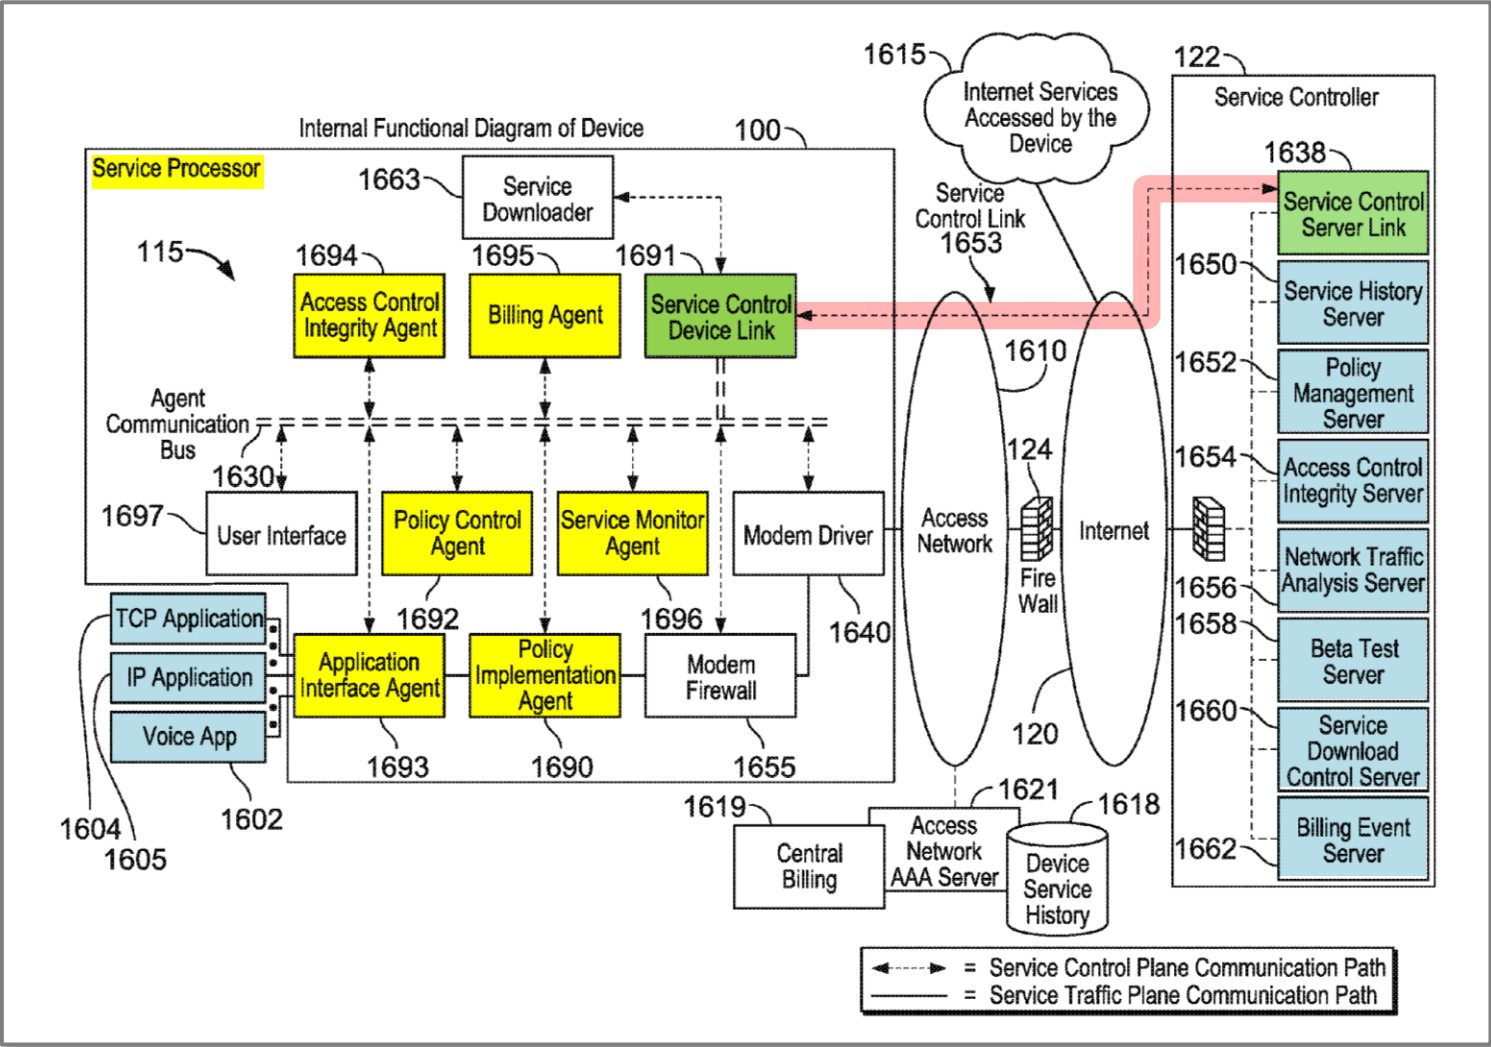 1615
Internet Services
Accessed by the
Device
122
Service Controller
Internal Functional Diagram of Device
100
Service Processor
1663
Service
Downloader
115
1694
Access Control
Integrity Agent
1695
Billing Agent
1691
Service Control
Device Link
Service
Control Link
1653
1638
Service Control
Server Link
1650
Service History
Server
1610
1652
Policy
Management
Server
Agent
Communication
Bus
1630
124
1654
Access Control
Integrity Server
1697
User Interface
Policy Control
Agent
1692
Service Monitor
Agent
1696
Modem Driver
1640
Access
Network
Fire
Wall
Internet
Network Traffic
Analysis Server
1656
1658
Beta Test
Server
TCP Application
IP Application
Voice App
1604
1605
1602
Application
Interface Agent
1693
Policy
Implementation
Agent
1690
Modem
Firewall
1655
120
1660
Service
Download
Control Server
1619
Central
Billing
1621
Access
Network
AAA Server
1618
Device
Service
History
Billing Event
Server
1662
= Service Control Plane Communication Path
= Service Traffic Plane Communication Path